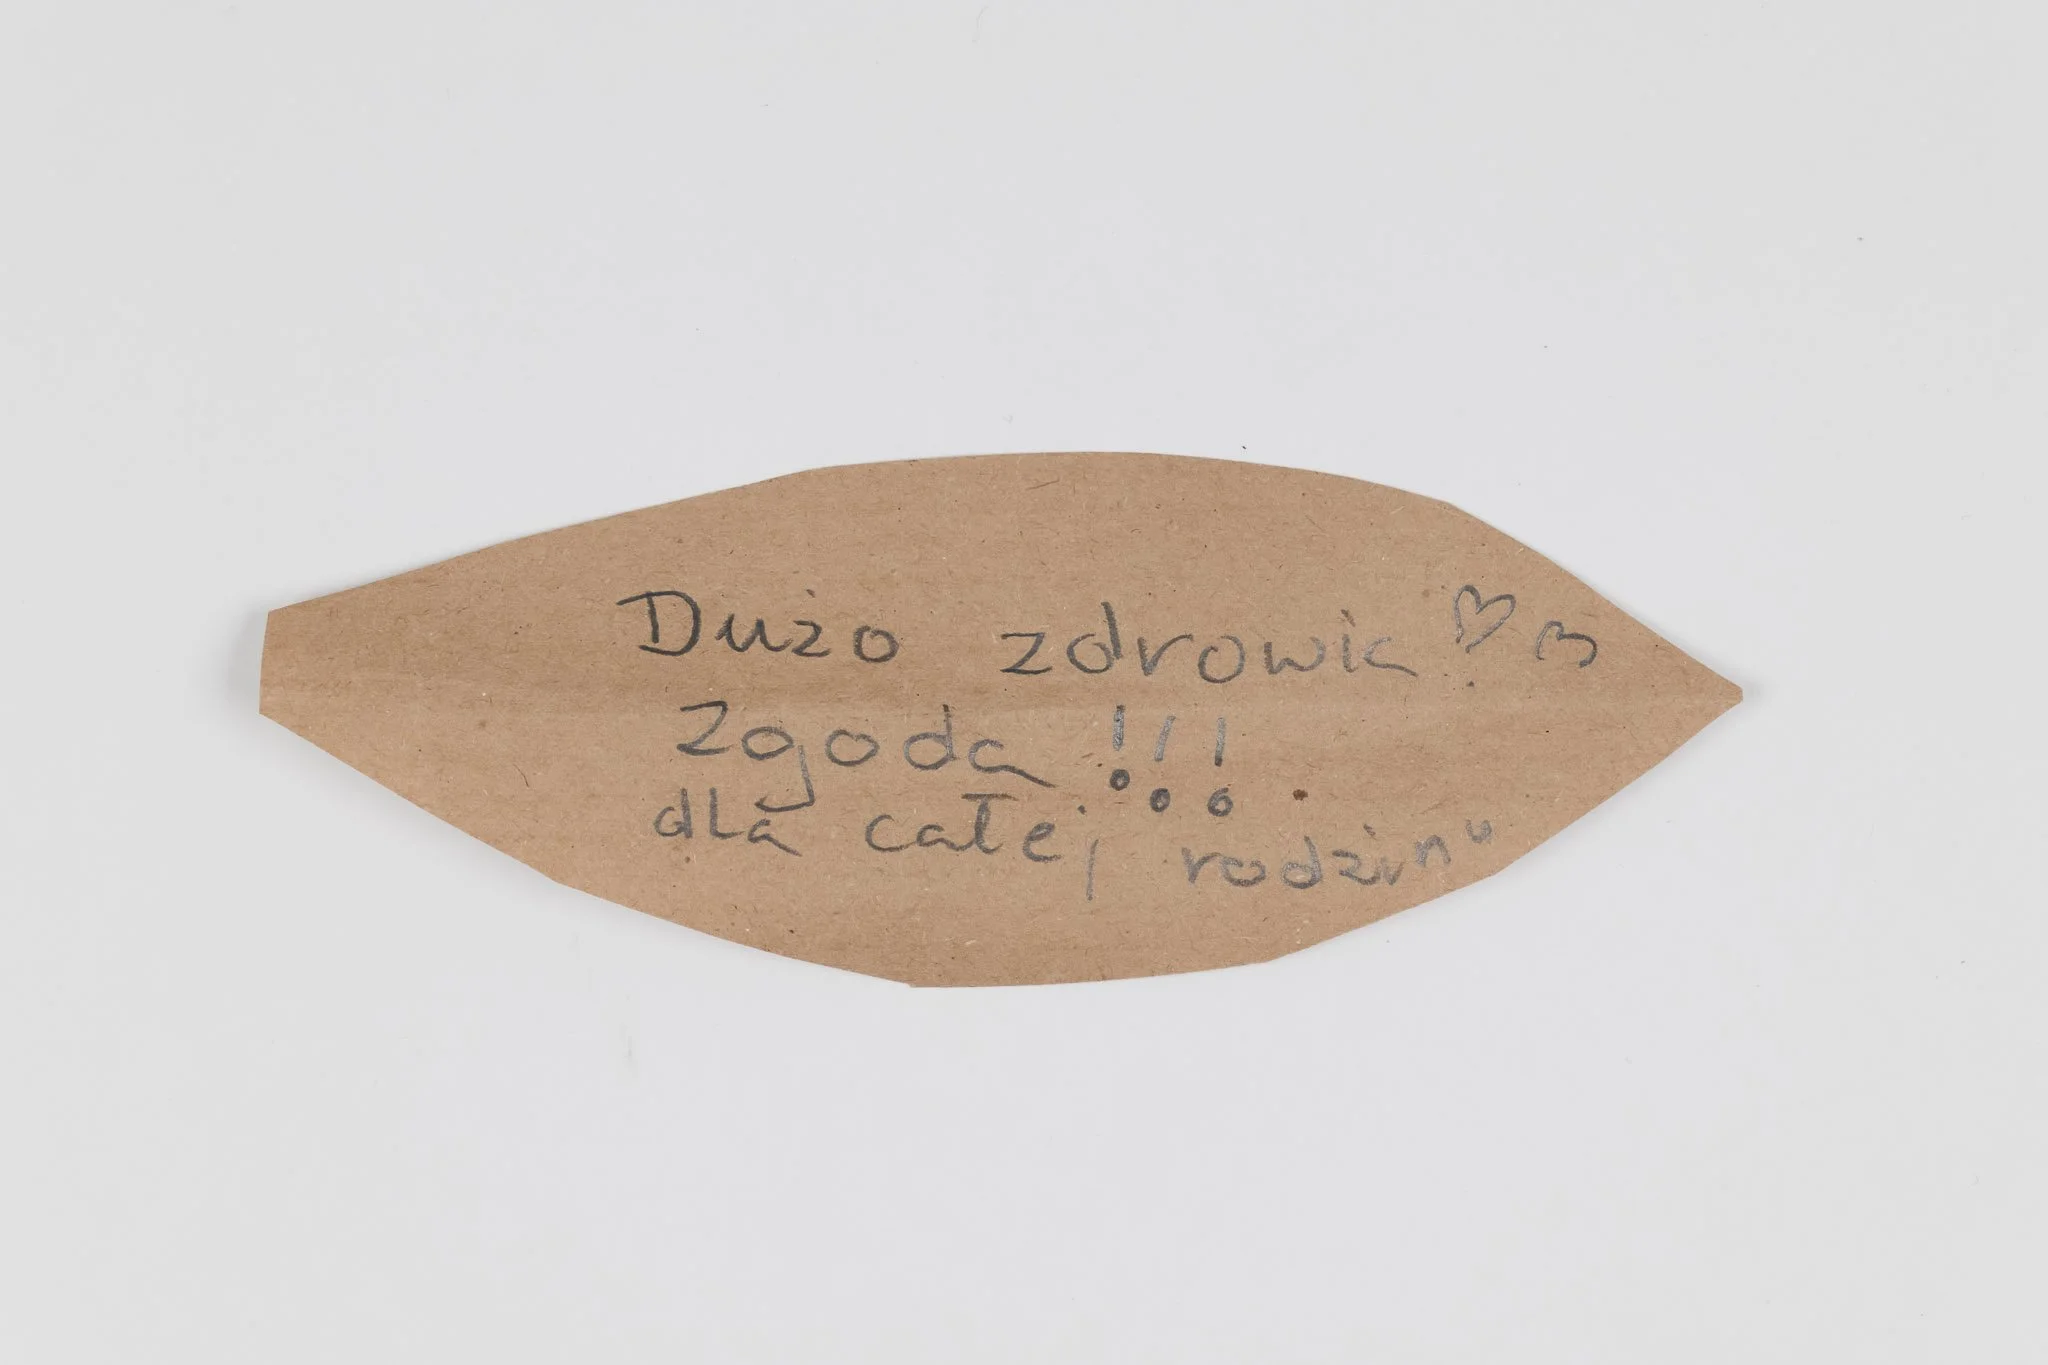 Dużo zdrowia ♡ ♡
Zgoda !!!
dla całej rodziny